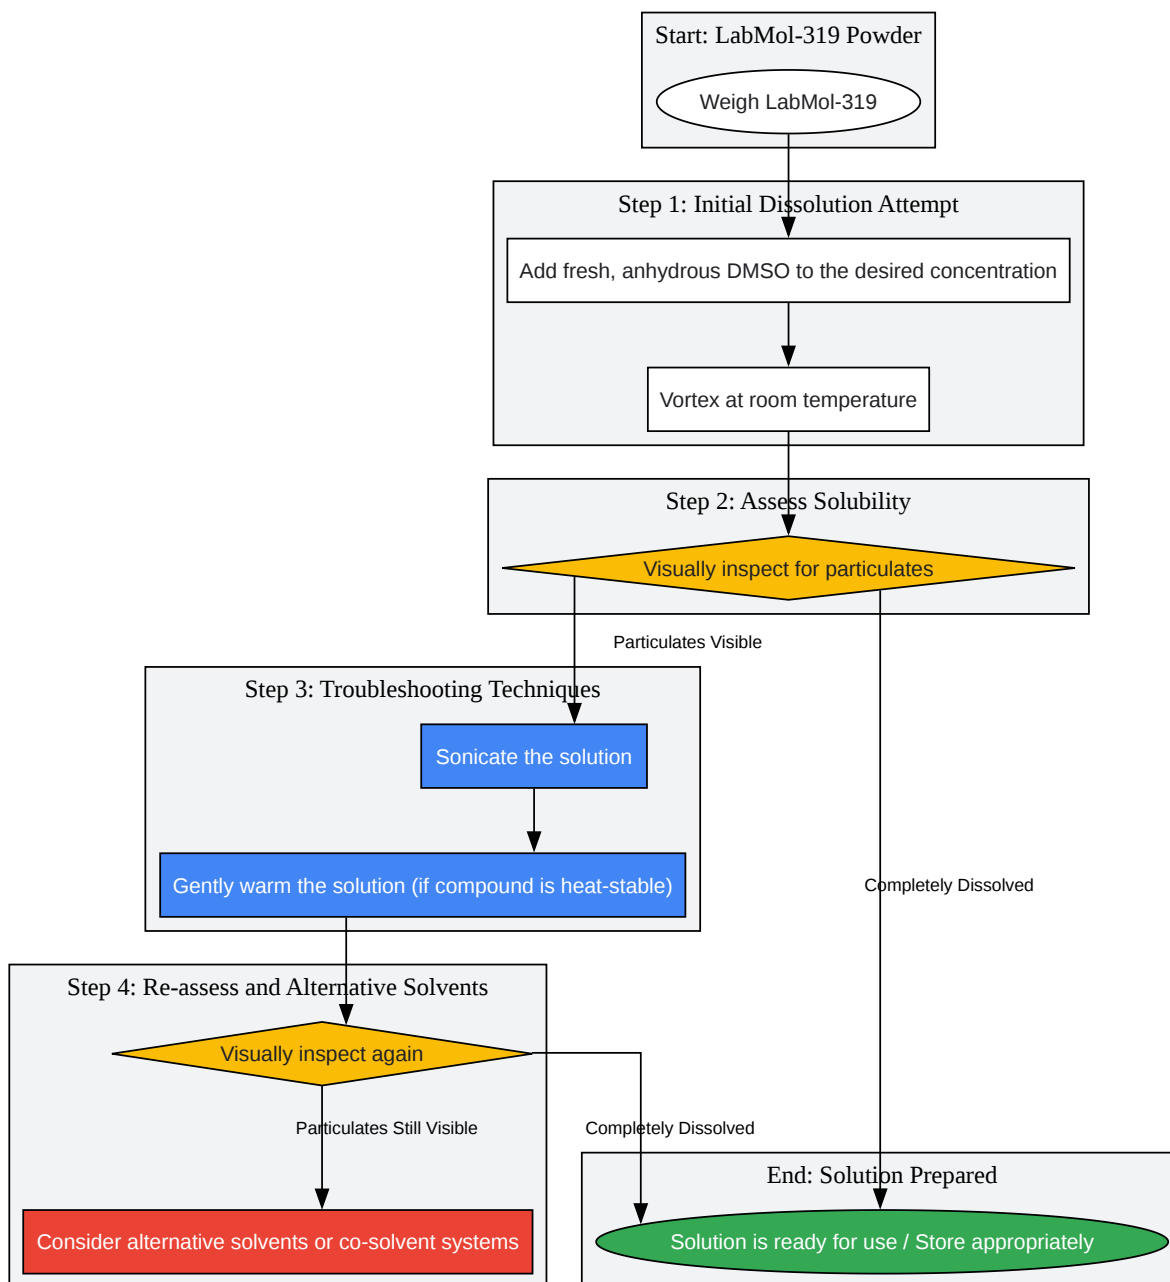 Start: LabMol-319 Powder
Weigh LabMol-319
Step 1: Initial Dissolution Attempt
Add fresh, anhydrous DMSO to the desired concentration
Vortex at room temperature
Step 2: Assess Solubility
Visually inspect for particulates
Particulates Visible
Step 3: Troubleshooting Techniques
Sonicate the solution
Gently warm the solution (if compound is heat-stable)
Completely Dissolved
Step 4: Re-assess and Alternative Solvents
Visually inspect again
Particulates Still Visible
Completely Dissolved
End: Solution Prepared
Consider alternative solvents or co-solvent systems
Solution is ready for use / Store appropriately